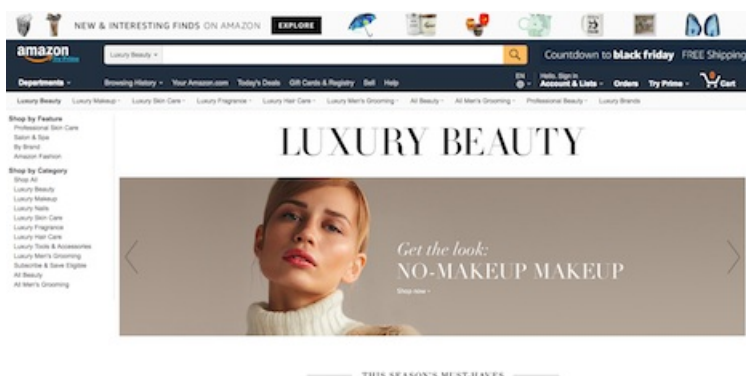 NEW & INTERESTING FINDS ON AMAZON EXPLORE
amazon
Try Prime
Luxury Beauty
Countdown to black friday FREE Shipping
Departments
Browsing History Your Amazon.com Today's Deals Gift Cards & Registry Sell Help
EN
Hello. Sign in
Account & Lists Orders Try Prime 0 Cart
Luxury Beauty Luxury Makeup Luxury Skin Care Luxury Fragrance Luxury Hair Care Luxury Men's Grooming All Beauty All Men's Grooming Professional Beauty Luxury Brands
Shop by Feature
Professional Skin Care
Salon & Spa
By Brand
Amazon Fashion
Shop by Category
Shop All
Luxury Beauty
Luxury Makeup
Luxury Nails
Luxury Skin Care
Luxury Fragrance
Luxury Hair Care
Luxury Tools & Accessories
Luxury Men's Grooming
Subscribe & Save Eligible
All Beauty
All Men's Grooming
LUXURY BEAUTY
Get the look:
NO-MAKEUP MAKEUP
Shop now ›
THIS SEASON'S MUST-HAVES